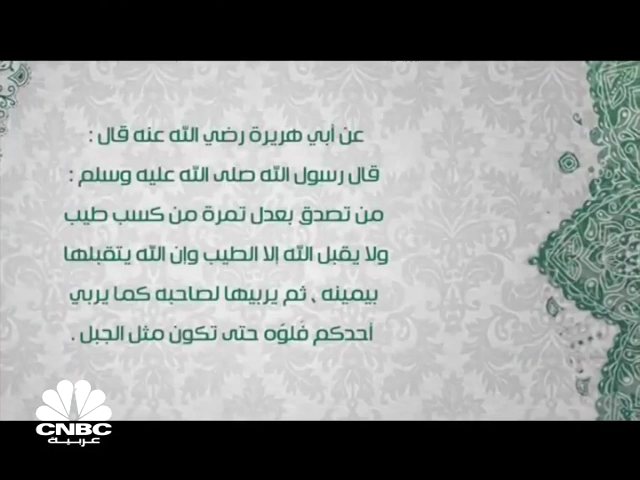 عن أبي هريرة رضي الله عنه قال :
قال رسول الله صلى الله عليه وسلم :
من تصدق بعدل تمرة من كسب طيب
ولا يقبل الله إلا الطيب وإن الله يتقبلها
بيمينه ، ثم يربيها لصاحبه كما يربي
أحدكم فَلوّه حتى تكون مثل الجبل .
CNBC
عربية